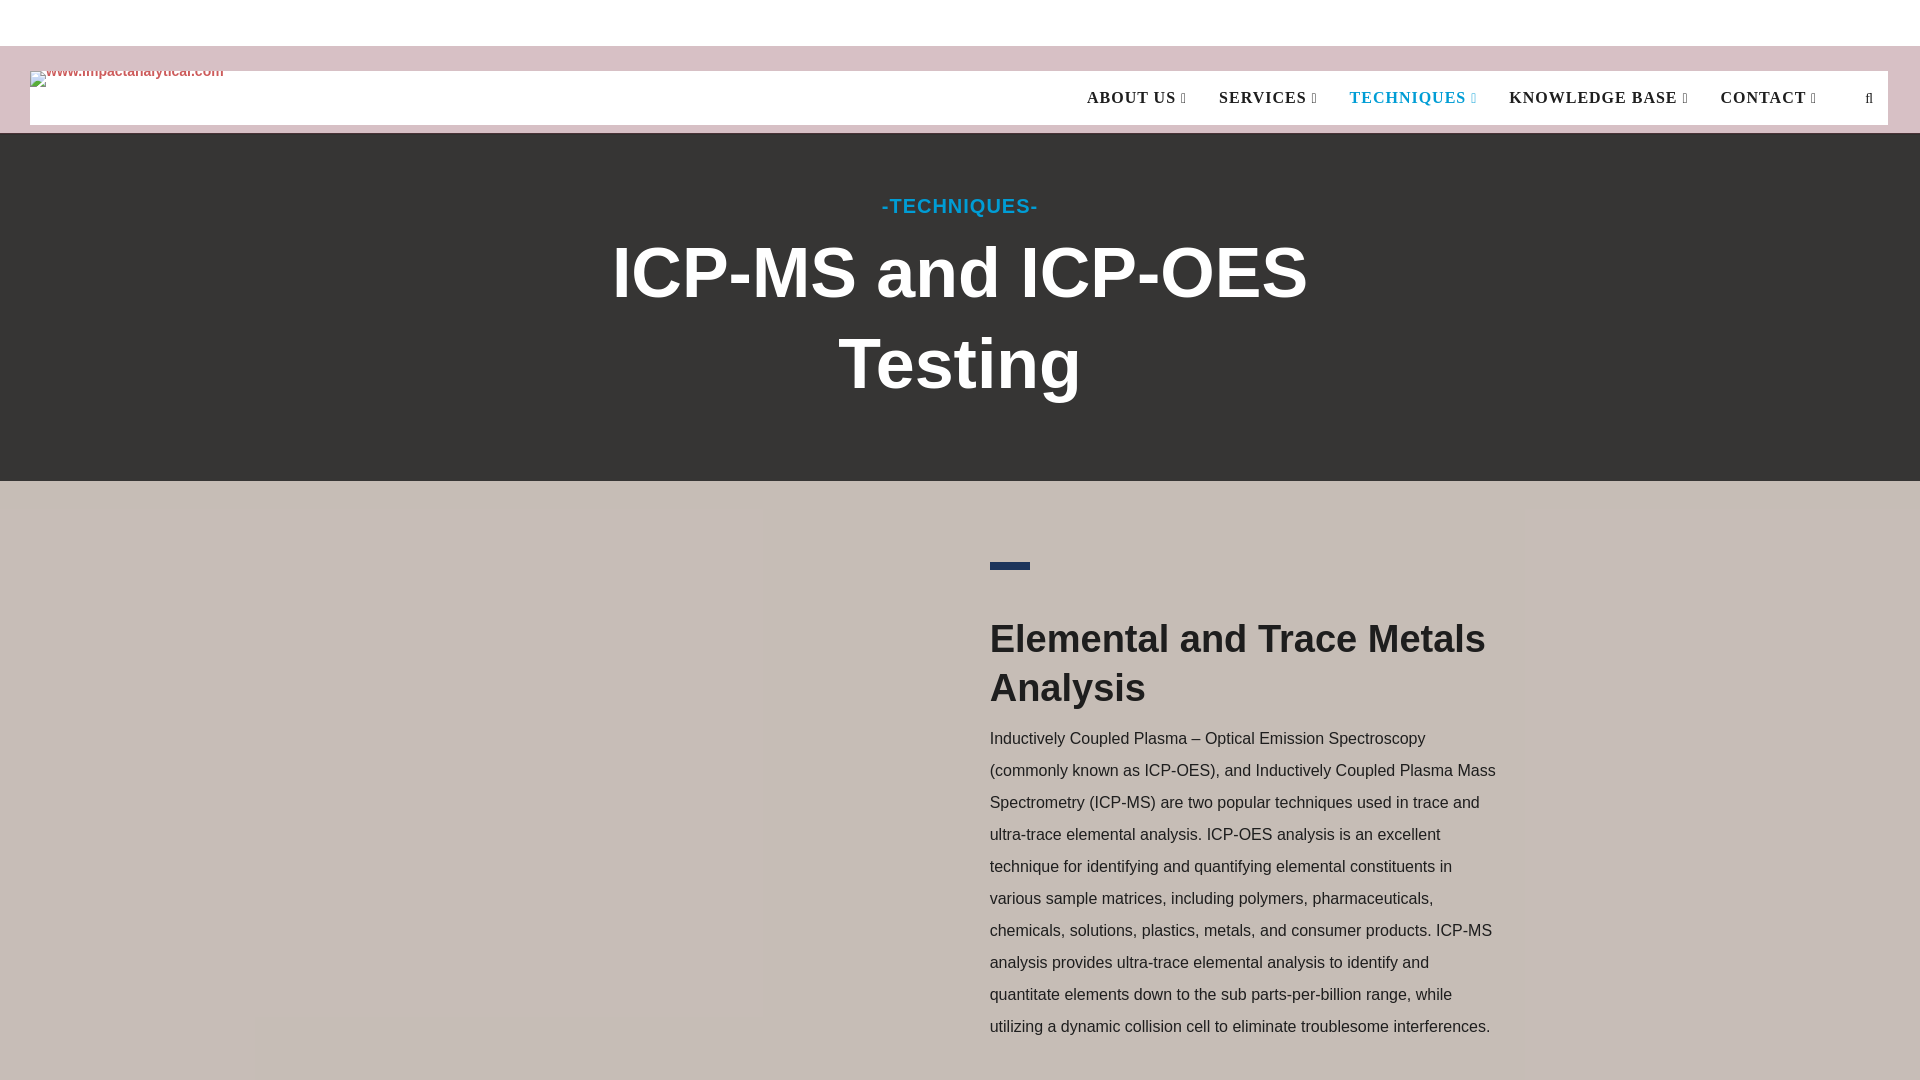 www.impactanalytical.com
ABOUT US
SERVICES
TECHNIQUES
KNOWLEDGE BASE
CONTACT
-TECHNIQUES-
ICP-MS and ICP-OES
Testing
Elemental and Trace Metals
Analysis
Inductively Coupled Plasma – Optical Emission Spectroscopy
(commonly known as ICP-OES), and Inductively Coupled Plasma Mass
Spectrometry (ICP-MS) are two popular techniques used in trace and
ultra-trace elemental analysis. ICP-OES analysis is an excellent
technique for identifying and quantifying elemental constituents in
various sample matrices, including polymers, pharmaceuticals,
chemicals, solutions, plastics, metals, and consumer products. ICP-MS
analysis provides ultra-trace elemental analysis to identify and
quantitate elements down to the sub parts-per-billion range, while
utilizing a dynamic collision cell to eliminate troublesome interferences.